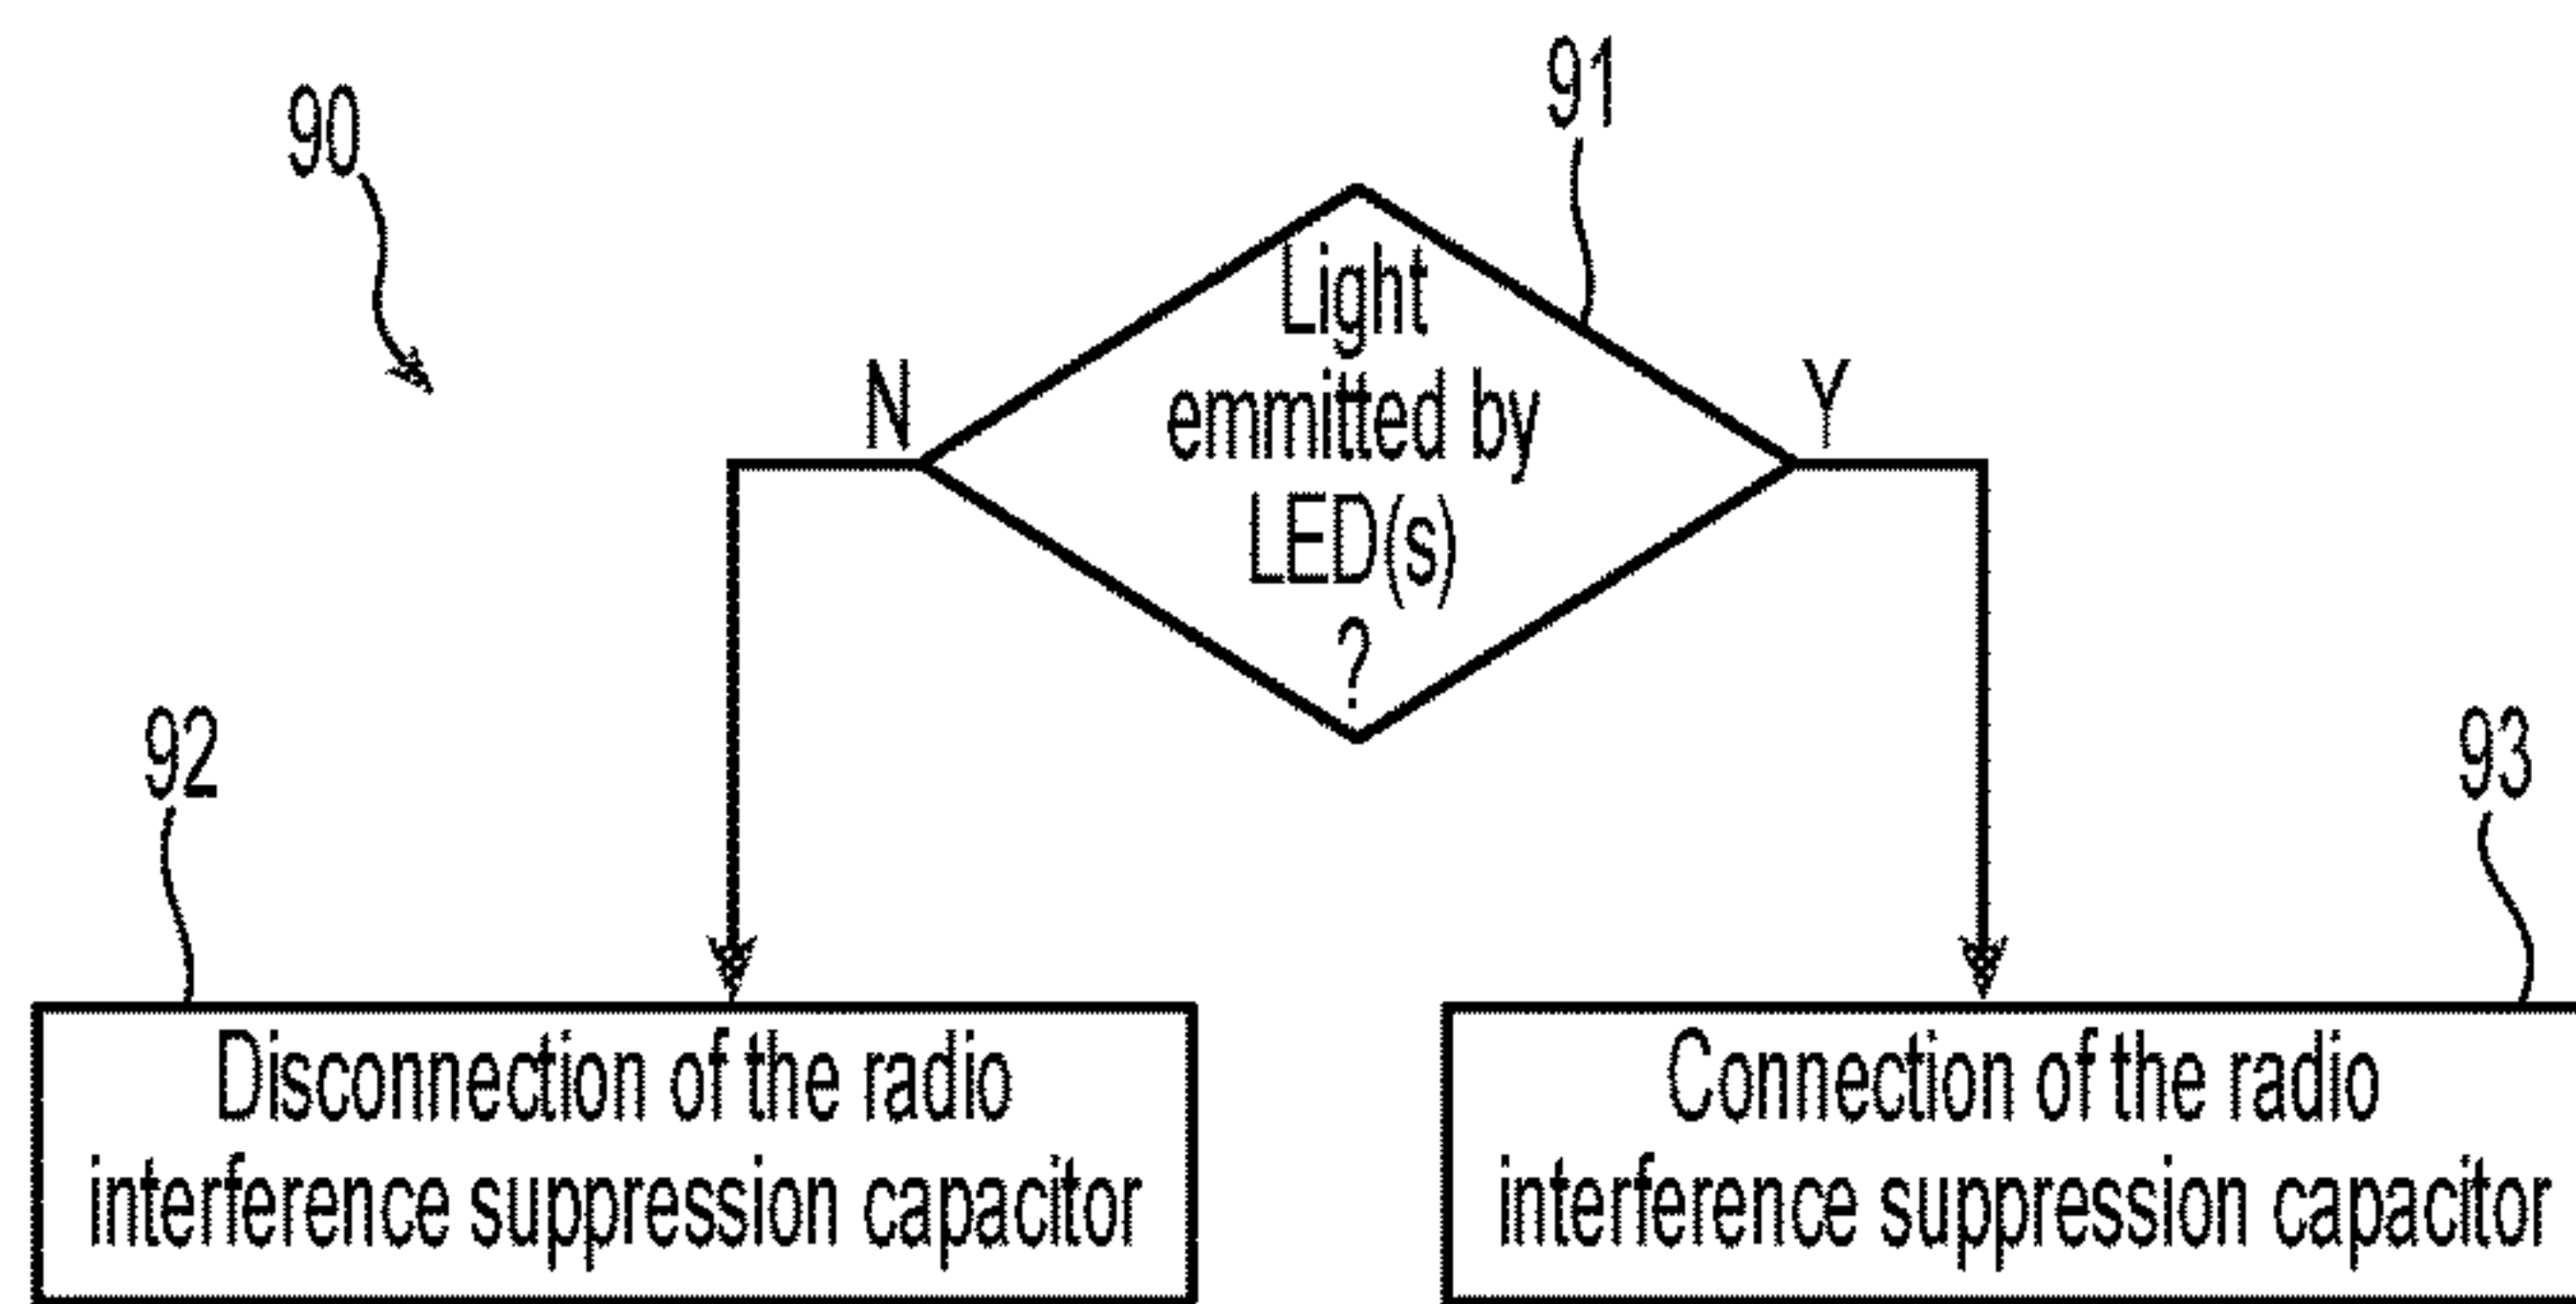 90
91
Light
emmitted by
LED(s)
?
N
Y
92
93
Disconnection of the radio
interference suppression capacitor
Connection of the radio
interference suppression capacitor